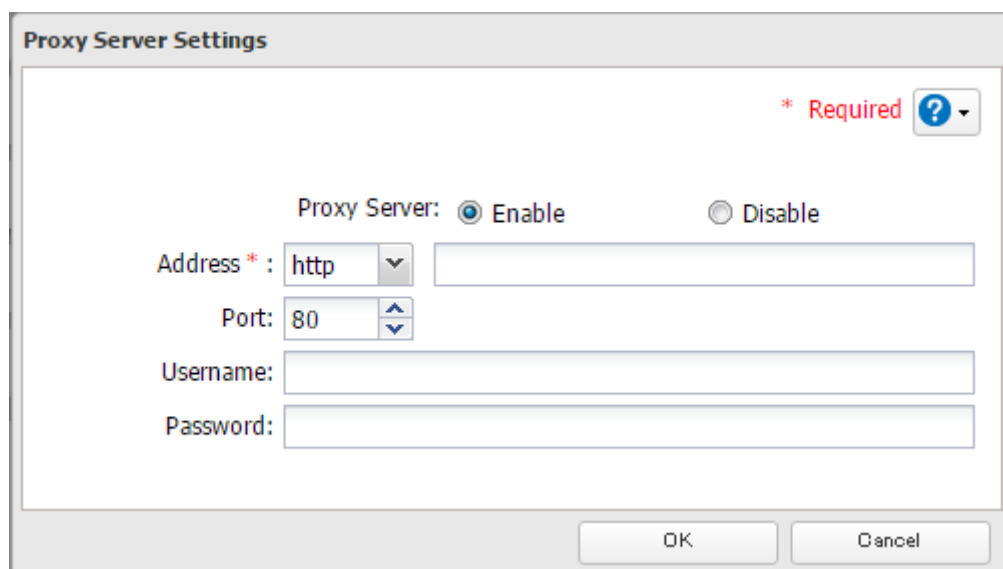 Proxy Server Settings
* Required ?
Proxy Server: Enable Disable
Address * : http
Port: 80
Username:
Password:
OK Cancel